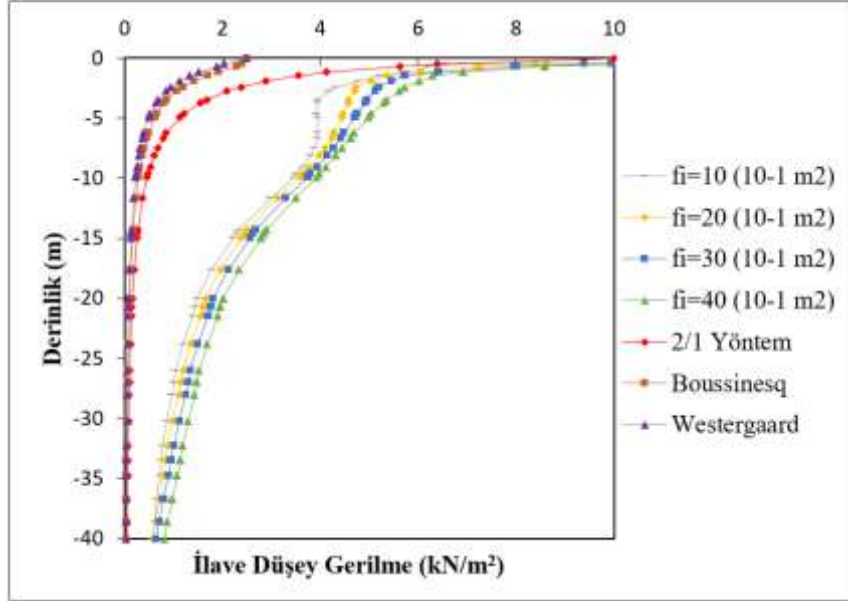 0 2 4 6 8 10
0
-5
-10
-15
-20
-25
-30
-35
-40
Derinlik (m)
İlave Düşey Gerilme (kN/m²)
fi=10 (10-1 m2)
fi=20 (10-1 m2)
fi=30 (10-1 m2)
fi=40 (10-1 m2)
2/1 Yöntem
Boussinesq
Westergaard